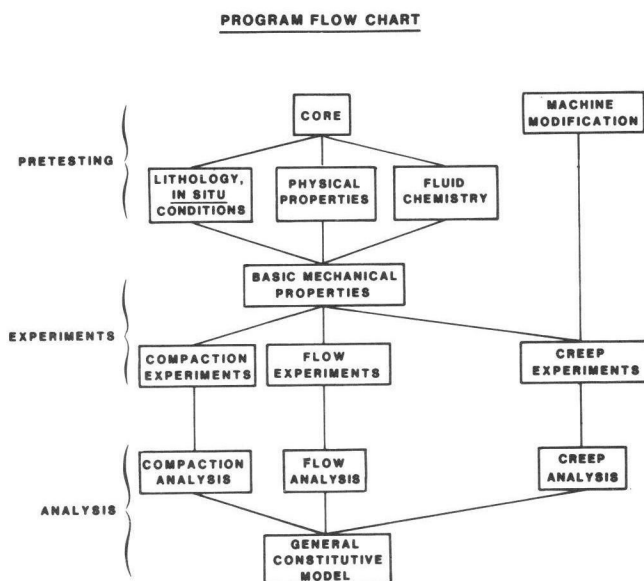 PROGRAM FLOW CHART
CORE
MACHINE
MODIFICATION
PRETESTING
LITHOLOGY,
IN SITU
CONDITIONS
PHYSICAL
PROPERTIES
FLUID
CHEMISTRY
BASIC MECHANICAL
PROPERTIES
EXPERIMENTS
COMPACTION
EXPERIMENTS
FLOW
EXPERIMENTS
CREEP
EXPERIMENTS
COMPACTION
ANALYSIS
FLOW
ANALYSIS
CREEP
ANALYSIS
ANALYSIS
GENERAL
CONSTITUTIVE
MODEL